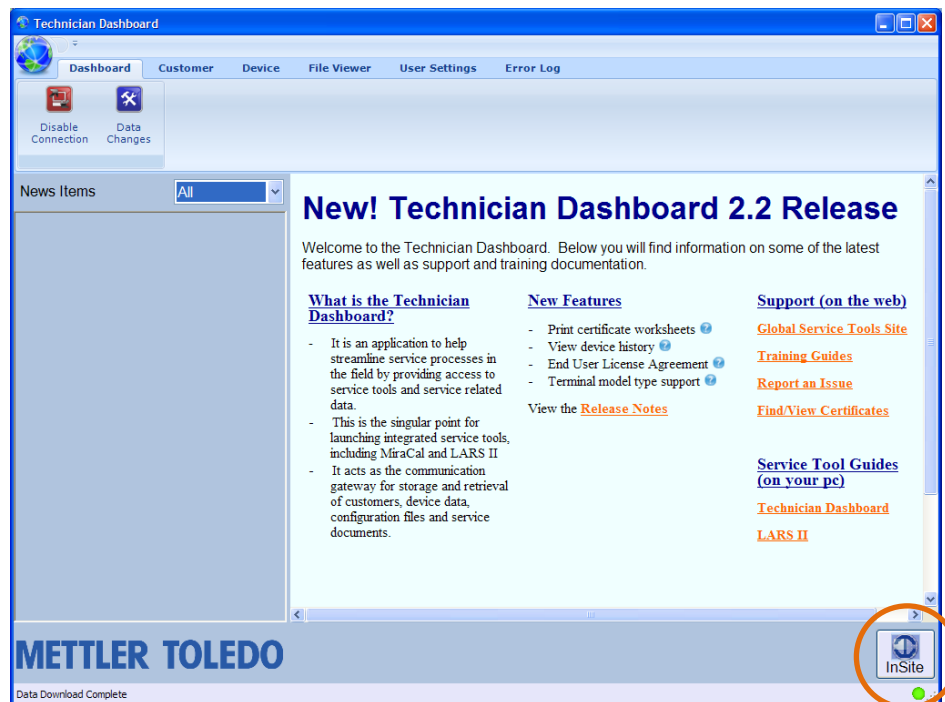 Technician Dashboard
Dashboard Customer Device File Viewer User Settings Error Log
Disable Connection
Data Changes
News Items All
New! Technician Dashboard 2.2 Release
Welcome to the Technician Dashboard. Below you will find information on some of the latest
features as well as support and training documentation.
What is the Technician
Dashboard?
- It is an application to help
streamline service processes in
the field by providing access to
service tools and service related
data.
- This is the singular point for
launching integrated service tools,
including MiraCal and LARS II
- It acts as the communication
gateway for storage and retrieval
of customers, device data,
configuration files and service
documents.
New Features
- Print certificate worksheets
- View device history
- End User License Agreement
- Terminal model type support
View the Release Notes
Support (on the web)
Global Service Tools Site
Training Guides
Report an Issue
Find/View Certificates
Service Tool Guides
(on your pc)
Technician Dashboard
LARS II
METTLER TOLEDO
InSite
Data Download Complete